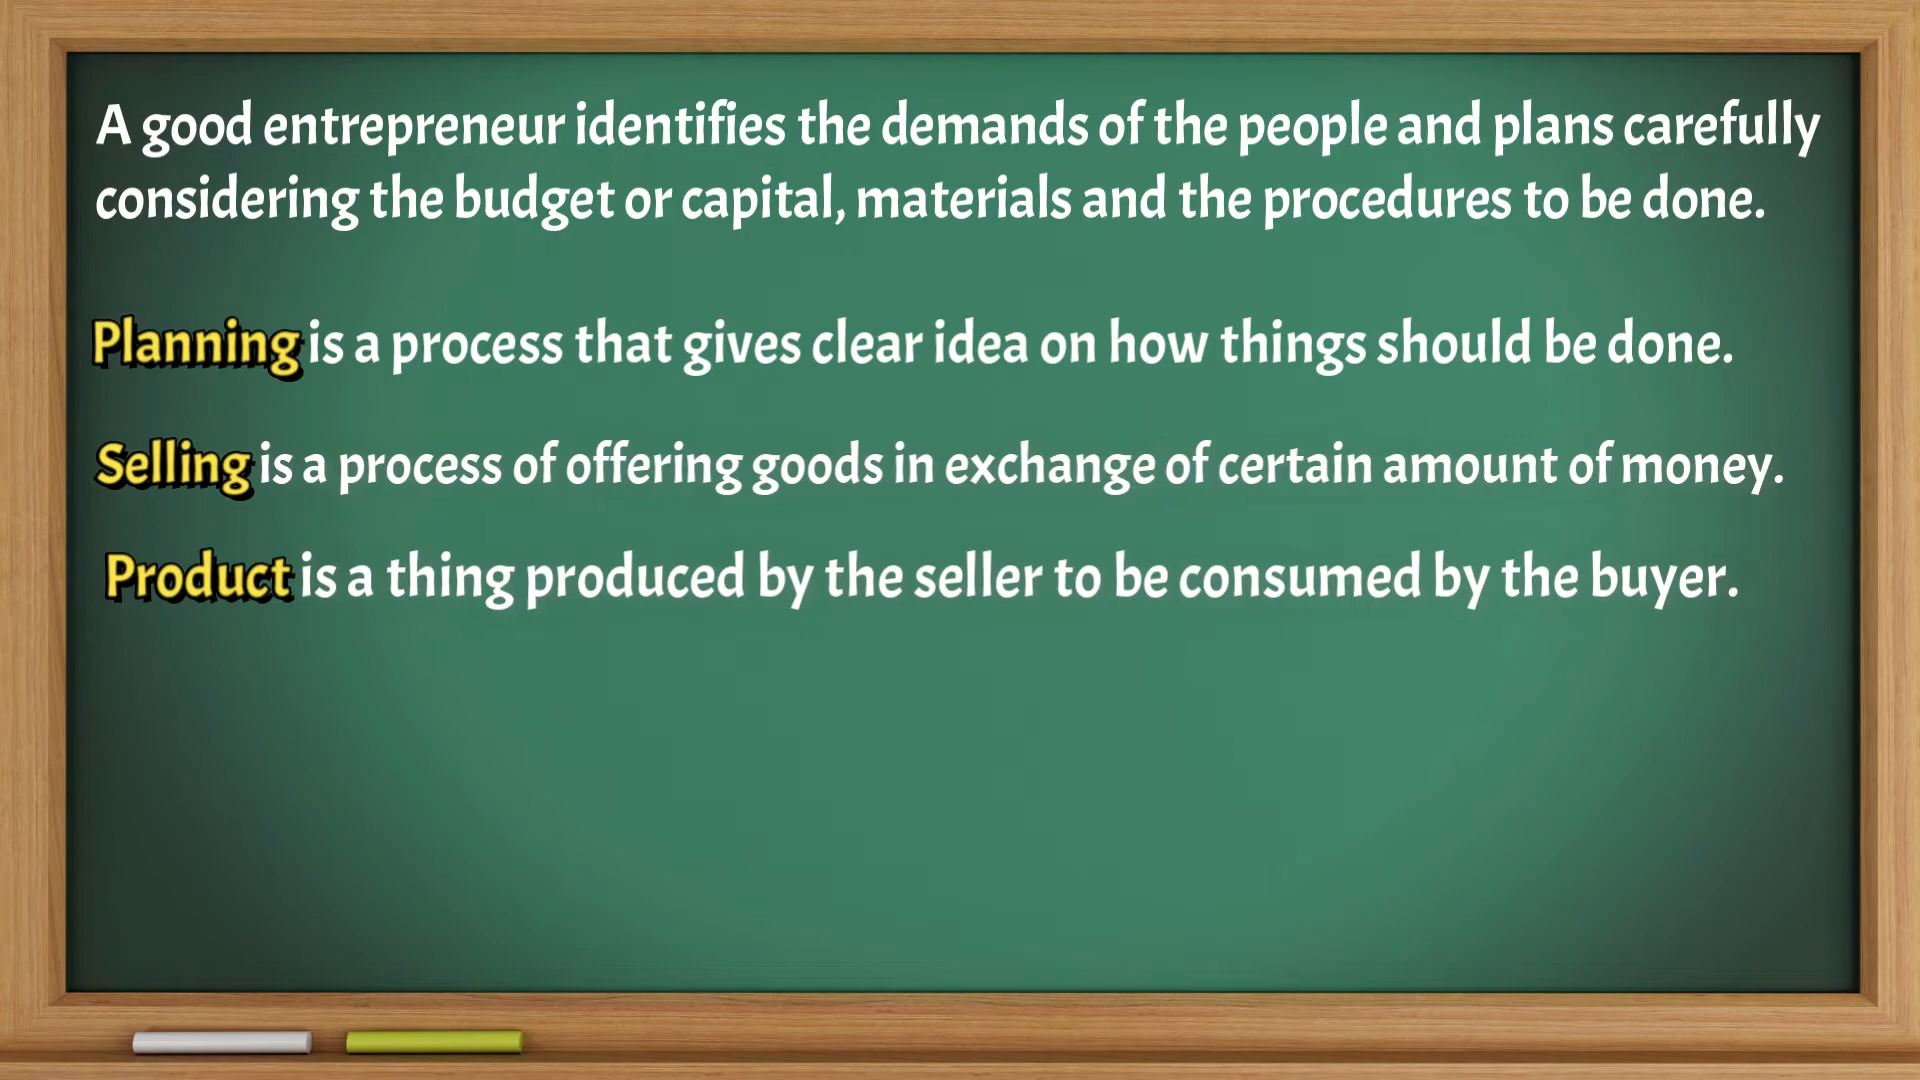 A good entrepreneur identifies the demands of the people and plans carefully
considering the budget or capital, materials and the procedures to be done.
Planning is a process that gives clear idea on how things should be done.
Selling is a process of offering goods in exchange of certain amount of money.
Product is a thing produced by the seller to be consumed by the buyer.